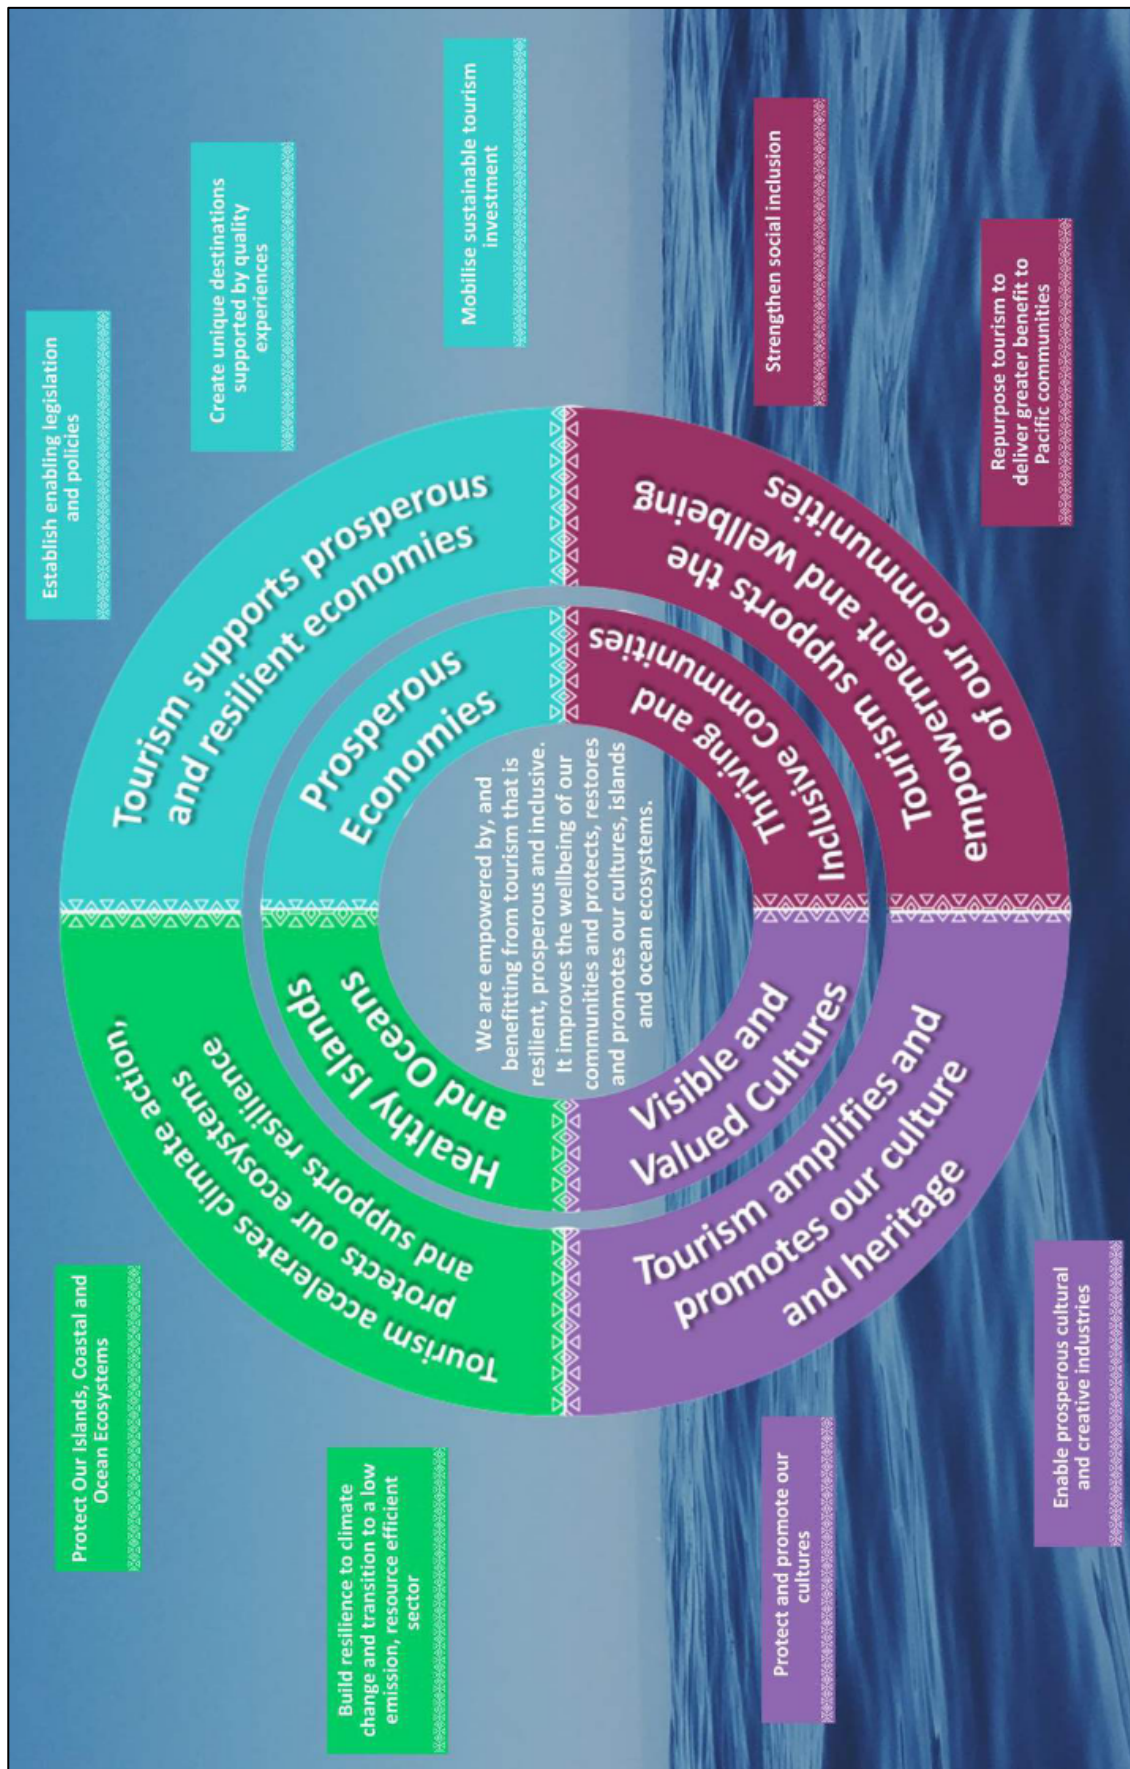 We are empowered by, and
benefitting from tourism that is
resilient, prosperous and inclusive.
It improves the wellbeing of our
communities and protects, restores
and promotes our cultures, islands
and ocean ecosystems.
Healthy Islands
and Oceans
Prosperous
Economies
Thriving and
Inclusive Communities
Visible and
Valued Cultures
Tourism accelerates climate action,
protects our ecosystems
and supports resilience
Tourism supports prosperous
and resilient economies
Tourism supports the
empowerment and wellbeing
of our communities
Tourism amplifies and
promotes our culture
and heritage
Protect Our Islands, Coastal and
Ocean Ecosystems
Build resilience to climate
change and transition to a low
emission, resource efficient
sector
Establish enabling legislation
and policies
Create unique destinations
supported by quality
experiences
Mobilise sustainable tourism
investment
Strengthen social inclusion
Repurpose tourism to
deliver greater benefit to
Pacific communities
Protect and promote our
cultures
Enable prosperous cultural
and creative industries